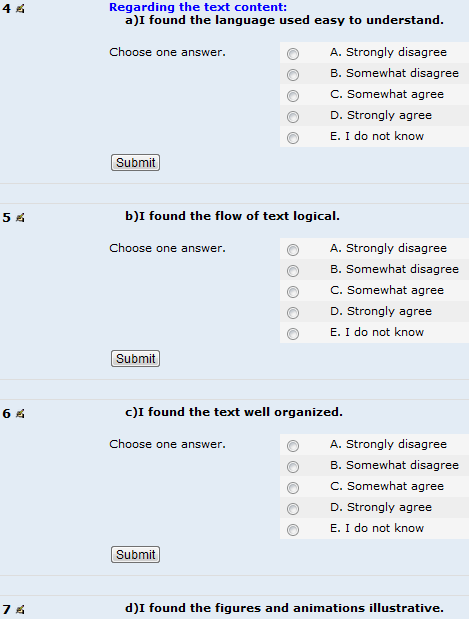 4 Regarding the text content:
a)I found the language used easy to understand.
Choose one answer. A. Strongly disagree
B. Somewhat disagree
C. Somewhat agree
D. Strongly agree
E. I do not know
Submit
5 b)I found the flow of text logical.
Choose one answer. A. Strongly disagree
B. Somewhat disagree
C. Somewhat agree
D. Strongly agree
E. I do not know
Submit
6 c)I found the text well organized.
Choose one answer. A. Strongly disagree
B. Somewhat disagree
C. Somewhat agree
D. Strongly agree
E. I do not know
Submit
7 d)I found the figures and animations illustrative.